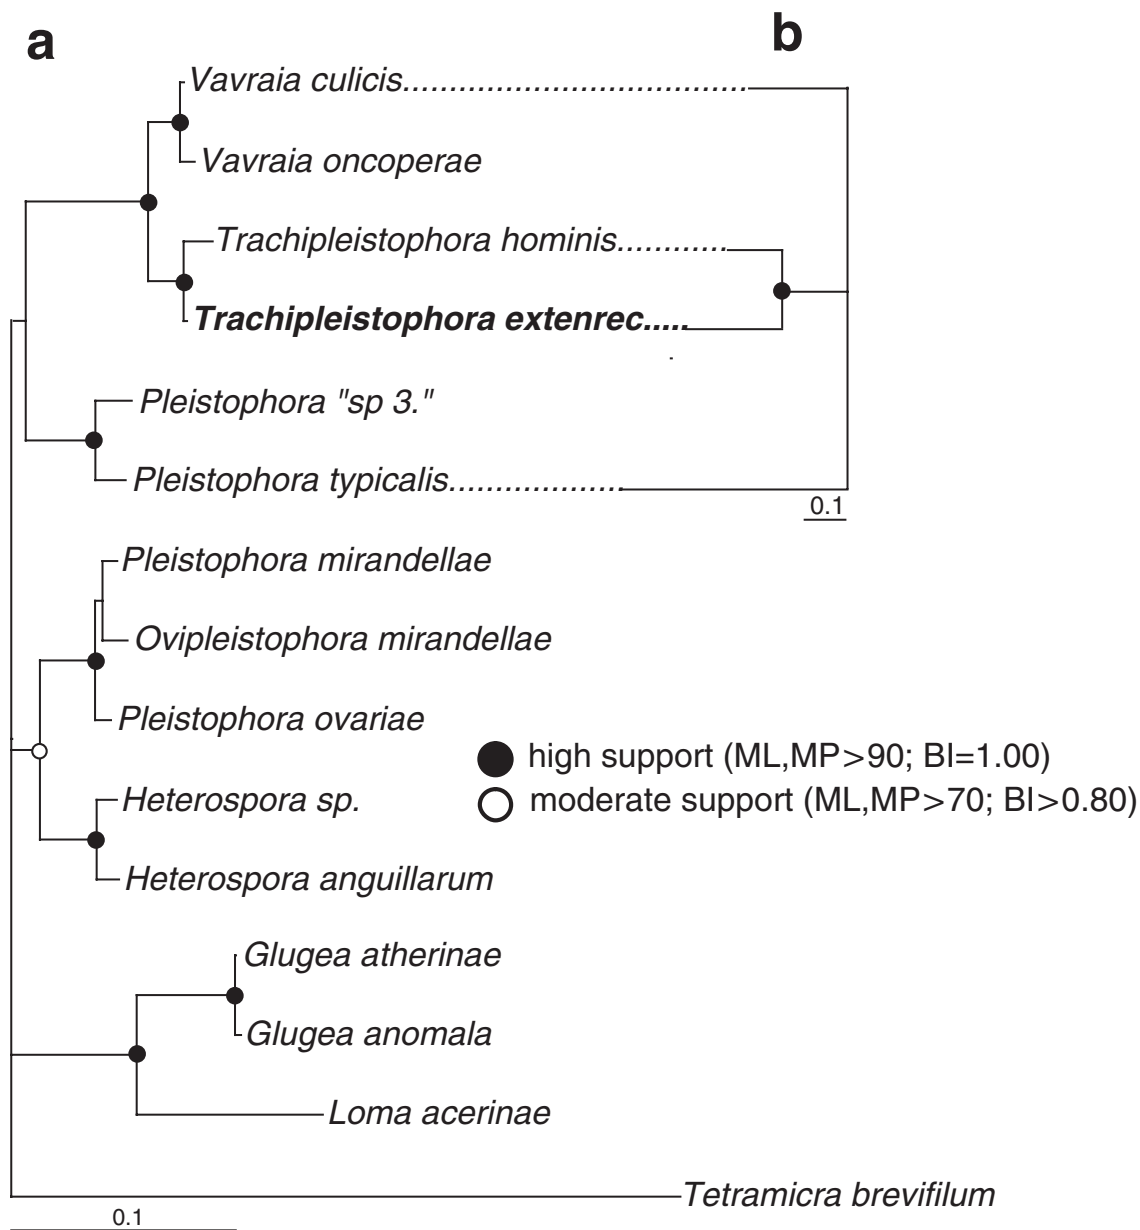 a
b
Vavraia culicis.....................................
Vavraia oncoperae
Trachipleistophora hominis............
Trachipleistophora extenrec.....
Pleistophora "sp 3."
Pleistophora typicalis...................
0.1
Pleistophora mirandellae
Ovipleistophora mirandellae
Pleistophora ovariae
high support (ML,MP>90; BI=1.00)
moderate support (ML,MP>70; BI>0.80)
Heterospora sp.
Heterospora anguillarum
Glugea atherinae
Glugea anomala
Loma acerinae
Tetramicra brevifilum
0.1